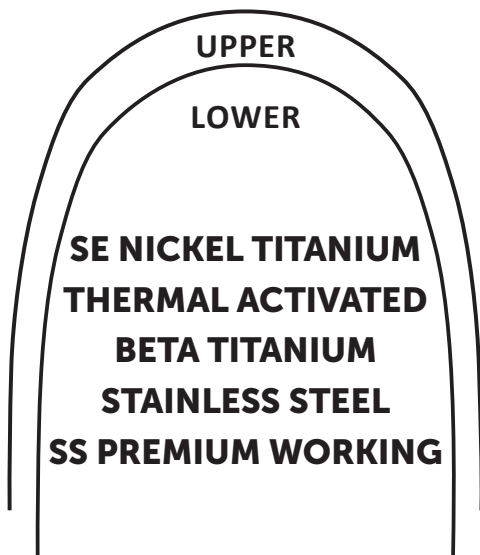 UPPER
LOWER
SE NICKEL TITANIUM
THERMAL ACTIVATED
BETA TITANIUM
STAINLESS STEEL
SS PREMIUM WORKING